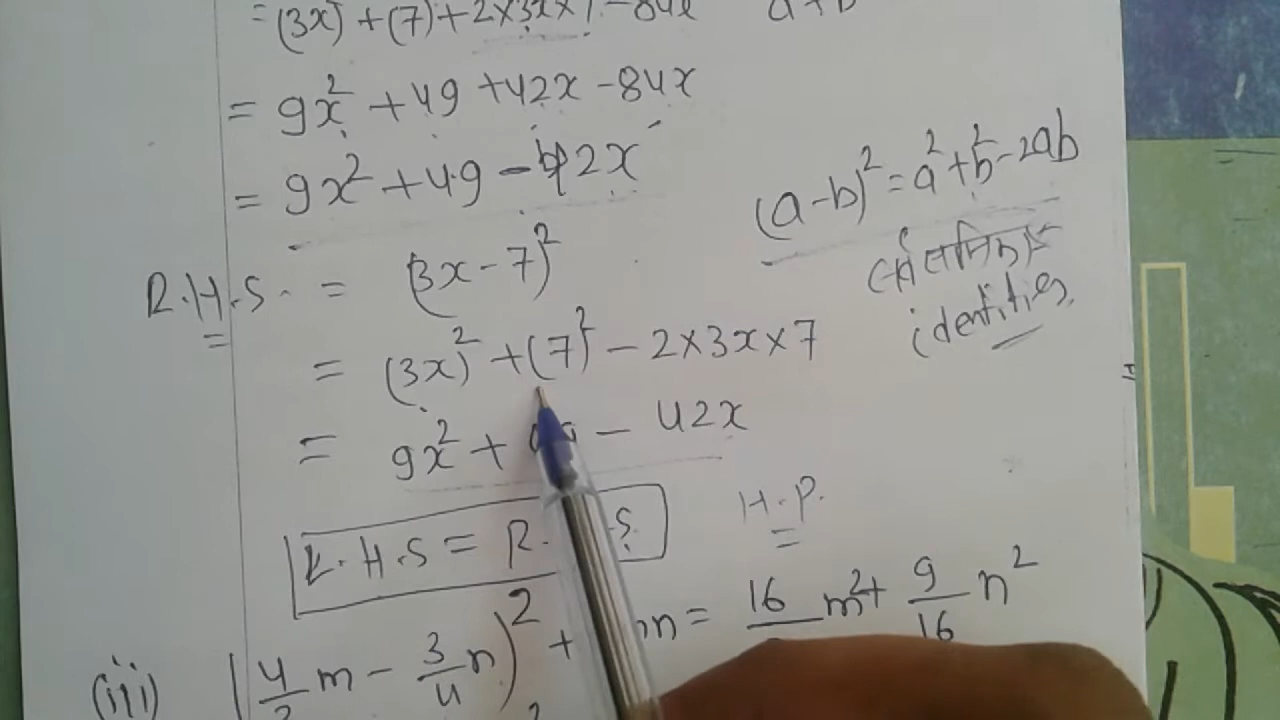 = (3x)² + (7)² + 2×3x×7 - 84x
= 9x² + 49 + 42x - 84x
= 9x² + 49 - 42x
(a-b)² = a² + b² - 2ab
identities
R.H.S. = (3x - 7)²
= (3x)² + (7)² - 2×3x×7
= 9x² + - 42x
L.H.S = R. S.
H.P.
(iii) (4/3 m - 3/4 n)² + n = 16 m² + 9/16 n²